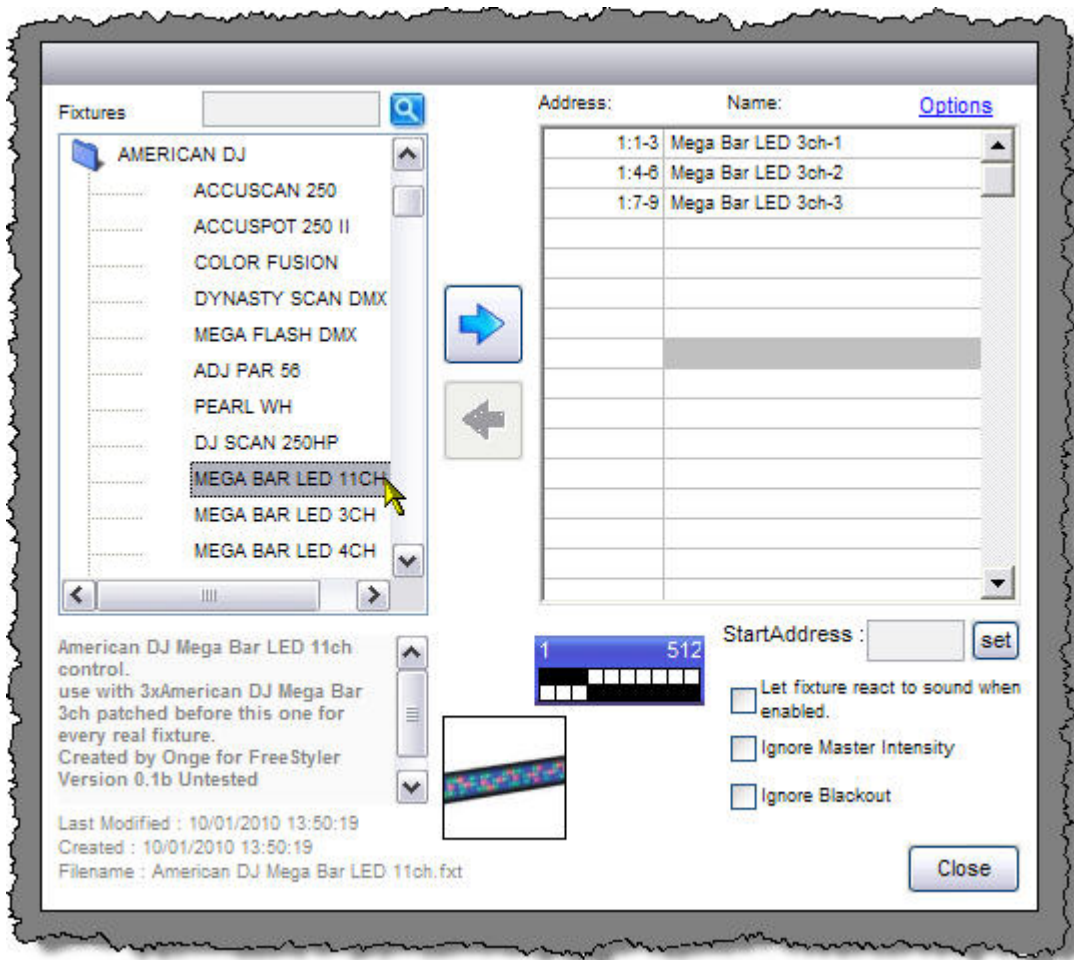 Fixtures
AMERICAN DJ
ACCUSCAN 250
ACCUSPOT 250 II
COLOR FUSION
DYNASTY SCAN DMX
MEGA FLASH DMX
ADJ PAR 56
PEARL WH
DJ SCAN 250HP
MEGA BAR LED 11CH
MEGA BAR LED 3CH
MEGA BAR LED 4CH
American DJ Mega Bar LED 11ch
control.
use with 3xAmerican DJ Mega Bar
3ch patched before this one for
every real fixture.
Created by Onge for FreeStyler
Version 0.1b Untested
Last Modified : 10/01/2010 13:50:19
Created : 10/01/2010 13:50:19
Filename : American DJ Mega Bar LED 11ch.fxt
Address: Name: Options
1:1-3 Mega Bar LED 3ch-1
1:4-6 Mega Bar LED 3ch-2
1:7-9 Mega Bar LED 3ch-3
1 512
StartAddress : set
Let fixture react to sound when
enabled.
Ignore Master Intensity
Ignore Blackout
Close